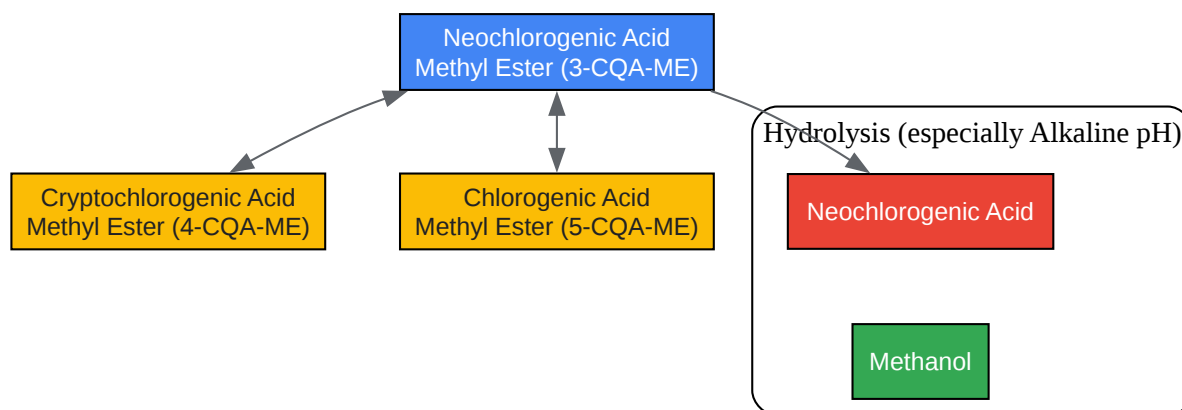 Neochlorogenic Acid
Methyl Ester (3-CQA-ME)
Hydrolysis (especially Alkaline pH)
Cryptochlorogenic Acid
Methyl Ester (4-CQA-ME)
Chlorogenic Acid
Methyl Ester (5-CQA-ME)
Neochlorogenic Acid
Methanol